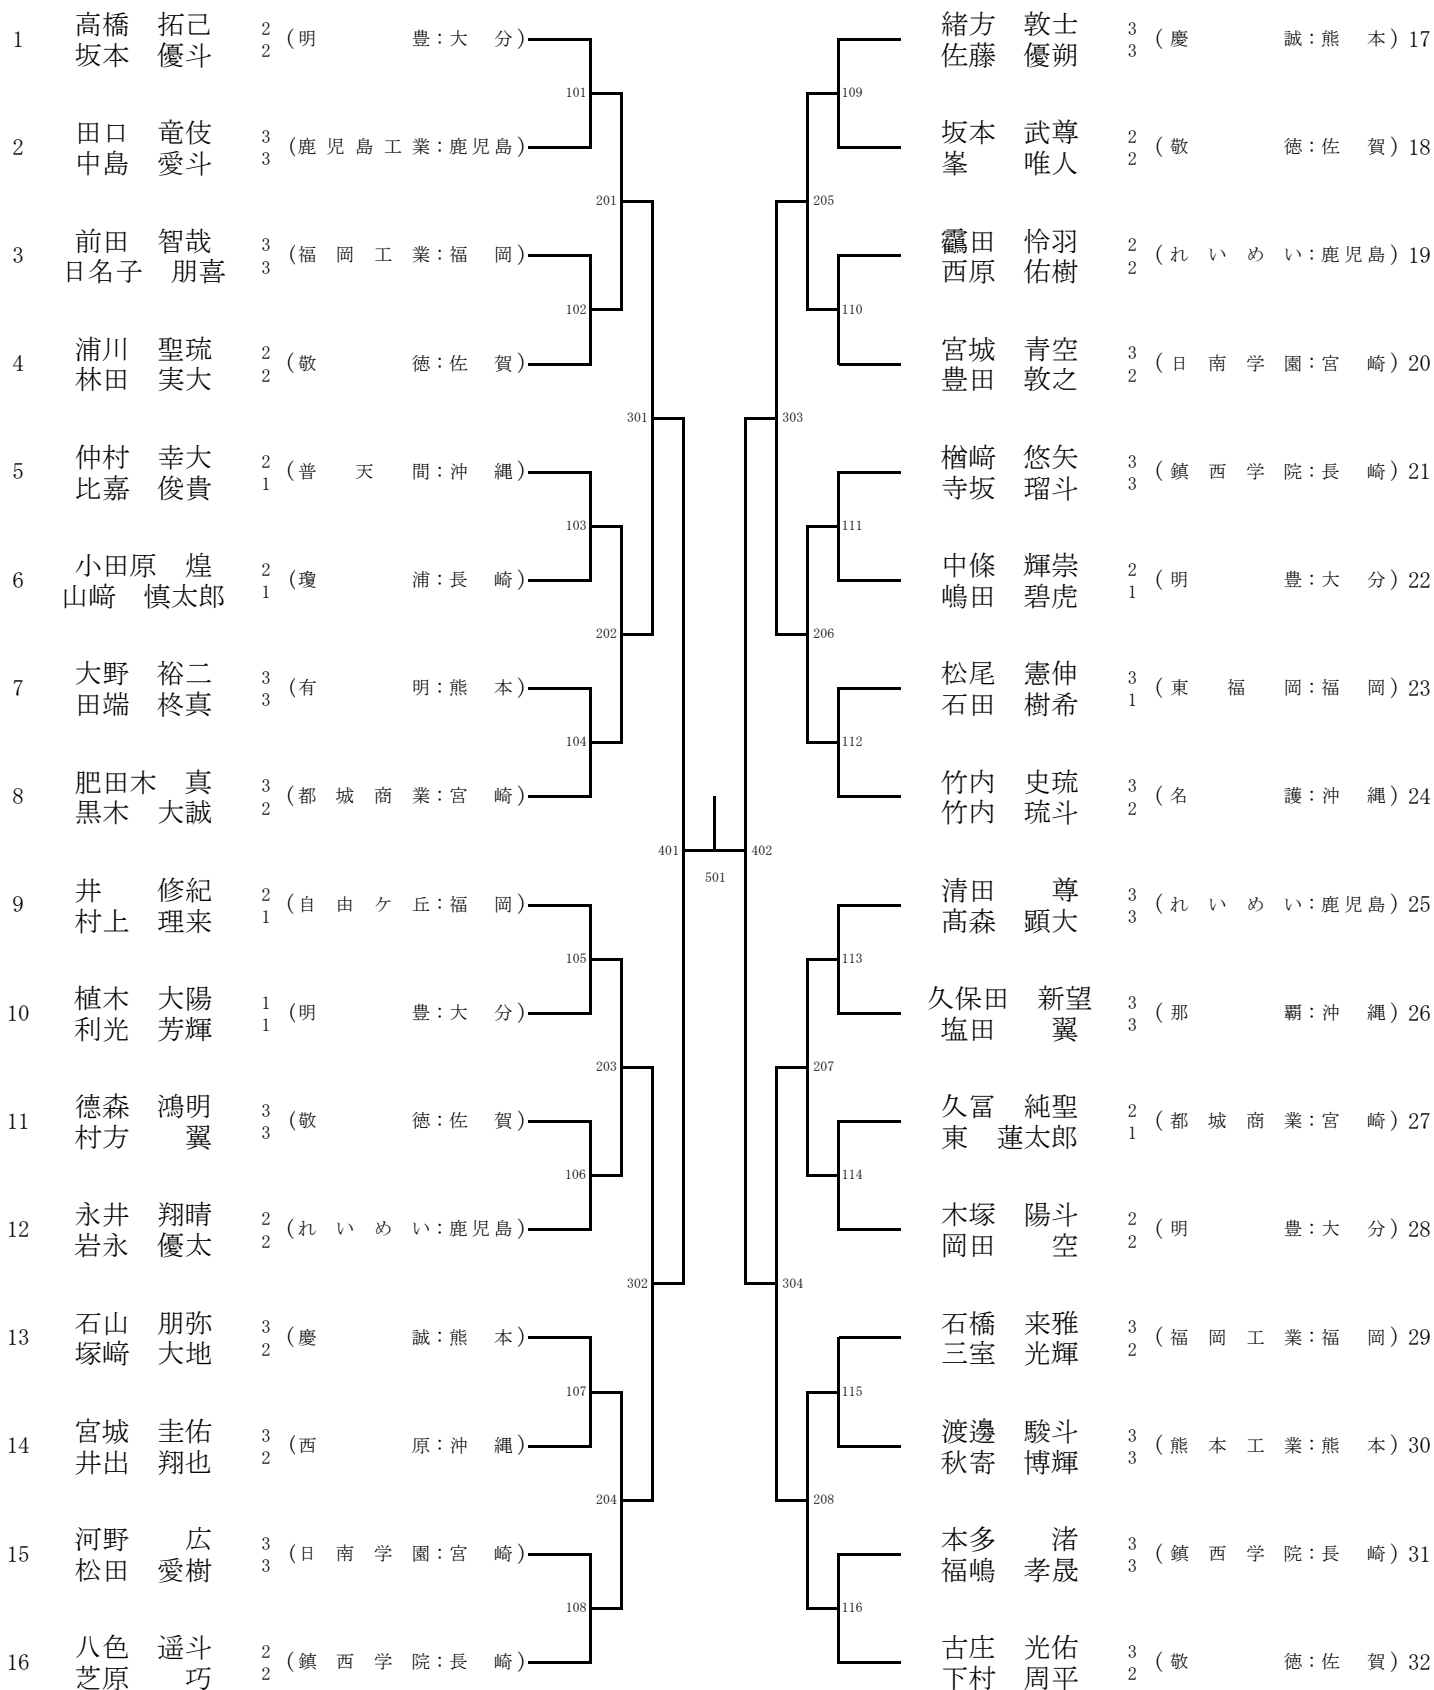 1 高橋 拓己 2 (明 豊:大 分)
坂本 優斗 2
101
2 田口 竜伎 3 (鹿児島工業:鹿児島)
中島 愛斗 3
201
3 前田 智哉 3 (福岡工業:福 岡)
日名子 朋喜 3
102
4 浦川 聖琉 2 (敬 徳:佐 賀)
林田 実大 2
301
5 仲村 幸大 2 (普天間:沖 縄)
比嘉 俊貴 1
103
6 小田原 煌 2 (瓊 浦:長 崎)
山﨑 慎太郎 1
202
7 大野 裕二 3 (有 明:熊 本)
田端 柊真 3
104
8 肥田木 真 3 (都城商業:宮 崎)
黒木 大誠 2
401
9 井 修紀 2 (自由ケ丘:福 岡)
村上 理来 1
105
10 植木 大陽 1 (明 豊:大 分)
利光 芳輝 1
203
11 德森 鴻明 3 (敬 徳:佐 賀)
村方 翼 3
106
12 永井 翔晴 2 (れいめい:鹿児島)
岩永 優太 2
302
13 石山 朋弥 3 (慶 誠:熊 本)
塚﨑 大地 2
107
14 宮城 圭佑 3 (西 原:沖 縄)
井出 翔也 2
204
15 河野 広 3 (日南学園:宮 崎)
松田 愛樹 3
108
16 八色 遥斗 2 (鎮西学院:長 崎)
芝原 巧 2
501
緒方 敦士 3 (慶 誠:熊 本) 17
佐藤 優朔 3
109
坂本 武尊 2 (敬 徳:佐 賀) 18
峯 唯人 2
205
靏田 怜羽 2 (れいめい:鹿児島) 19
西原 佑樹 2
110
宮城 青空 3 (日南学園:宮 崎) 20
豊田 敦之 2
303
楢﨑 悠矢 3 (鎮西学院:長 崎) 21
寺坂 瑠斗 3
111
中條 輝崇 2 (明 豊:大 分) 22
嶋田 碧虎 1
206
松尾 憲伸 3 (東福岡:福 岡) 23
石田 樹希 1
112
竹内 史琉 3 (名 護:沖 縄) 24
竹内 琉斗 2
402
清田 尊 3 (れいめい:鹿児島) 25
髙森 顕大 3
113
久保田 新望 3 (那 覇:沖 縄) 26
塩田 翼 3
207
久冨 純聖 2 (都城商業:宮 崎) 27
東 蓮太郎 1
114
木塚 陽斗 2 (明 豊:大 分) 28
岡田 空 2
304
石橋 来雅 3 (福岡工業:福 岡) 29
三室 光輝 2
115
渡邊 駿斗 3 (熊本工業:熊 本) 30
秋寄 博輝 3
208
本多 渚 3 (鎮西学院:長 崎) 31
福嶋 孝晟 3
116
古庄 光佑 3 (敬 徳:佐 賀) 32
下村 周平 2